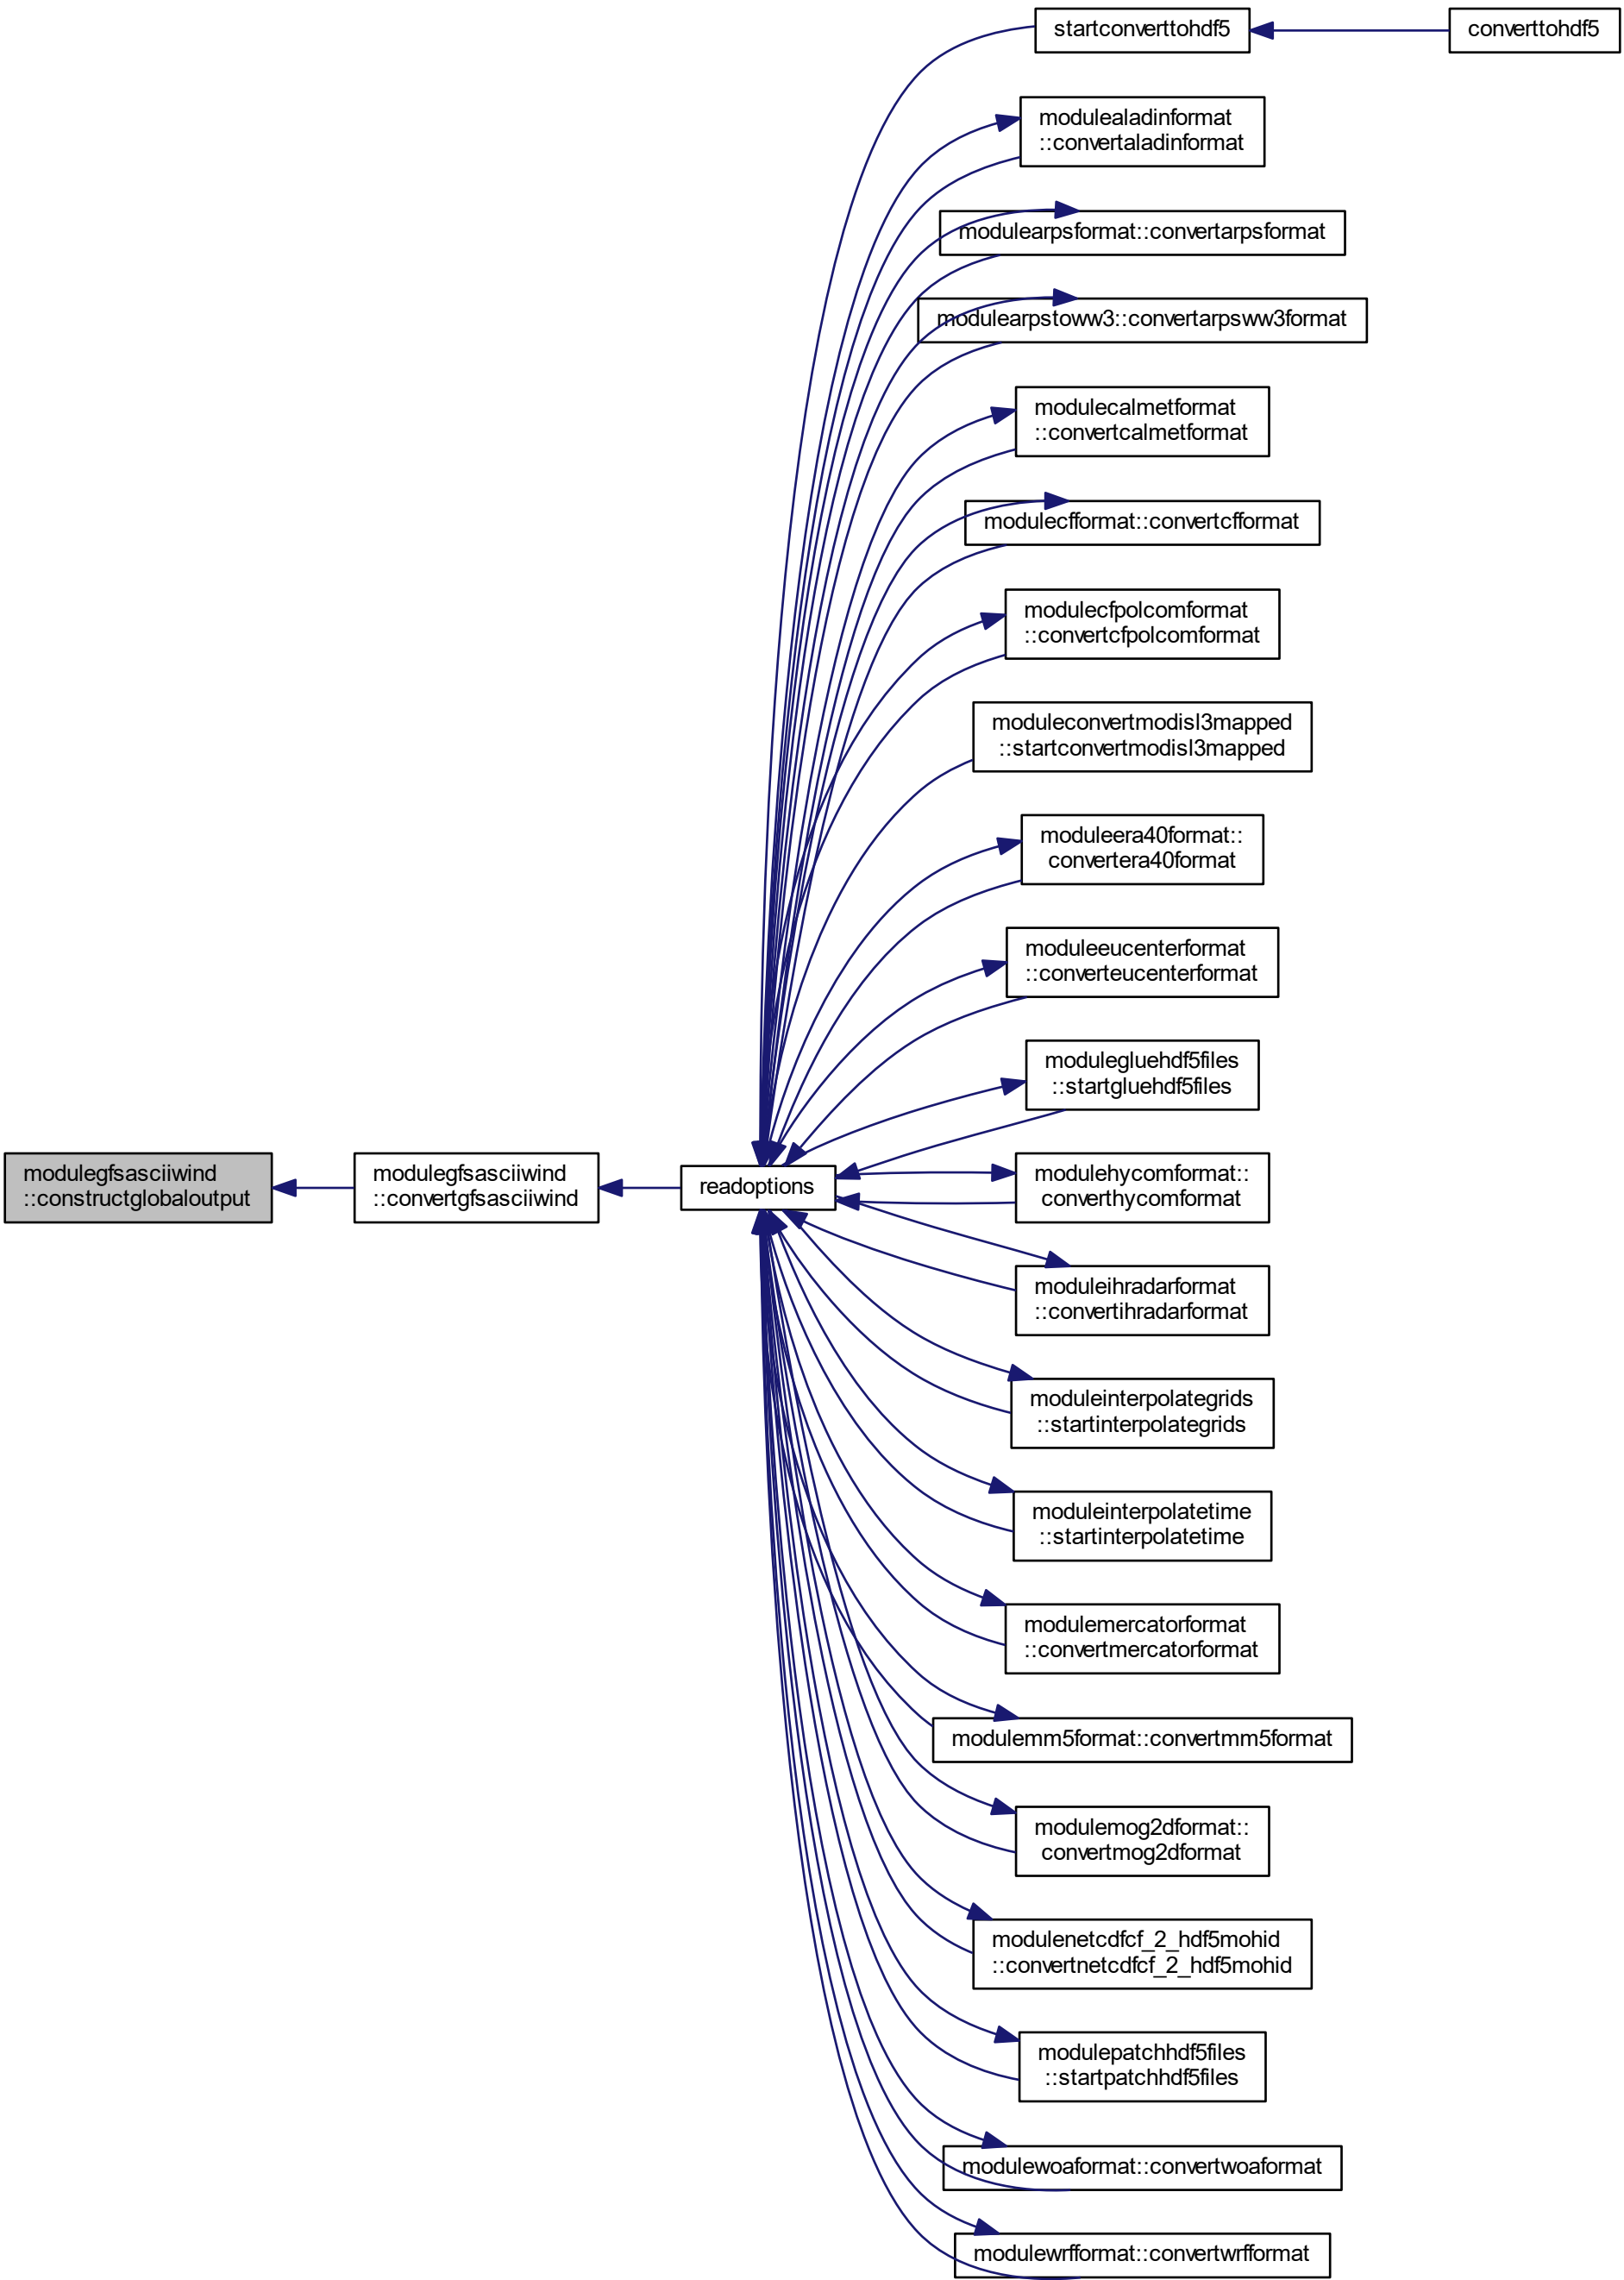 startconverttohdf5
converttohdf5
modulealadinformat
::convertaladinformat
modulearpsformat::convertarpsformat
modulearpstoww3::convertarpsww3format
modulecalmetformat
::convertcalmetformat
modulecfformat::convertcfformat
modulecfpolcomformat
::convertcfpolcomformat
moduleconvertmodisl3mapped
::startconvertmodisl3mapped
moduleera40format::
convertera40format
moduleeucenterformat
::converteucenterformat
modulegluehdf5files
::startgluehdf5files
modulegfsasciiwind
::constructglobaloutput
modulegfsasciiwind
::convertgfsasciiwind
readoptions
modulehycomformat::
converthycomformat
moduleihradarformat
::convertihradarformat
moduleinterpolategrids
::startinterpolategrids
moduleinterpolatetime
::startinterpolatetime
modulemercatorformat
::convertmercatorformat
modulemm5format::convertmm5format
modulemog2dformat::
convertmog2dformat
modulenetcdfcf_2_hdf5mohid
::convertnetcdfcf_2_hdf5mohid
modulepatchhdf5files
::startpatchhdf5files
modulewoaformat::convertwoaformat
modulewrfformat::convertwrfformat